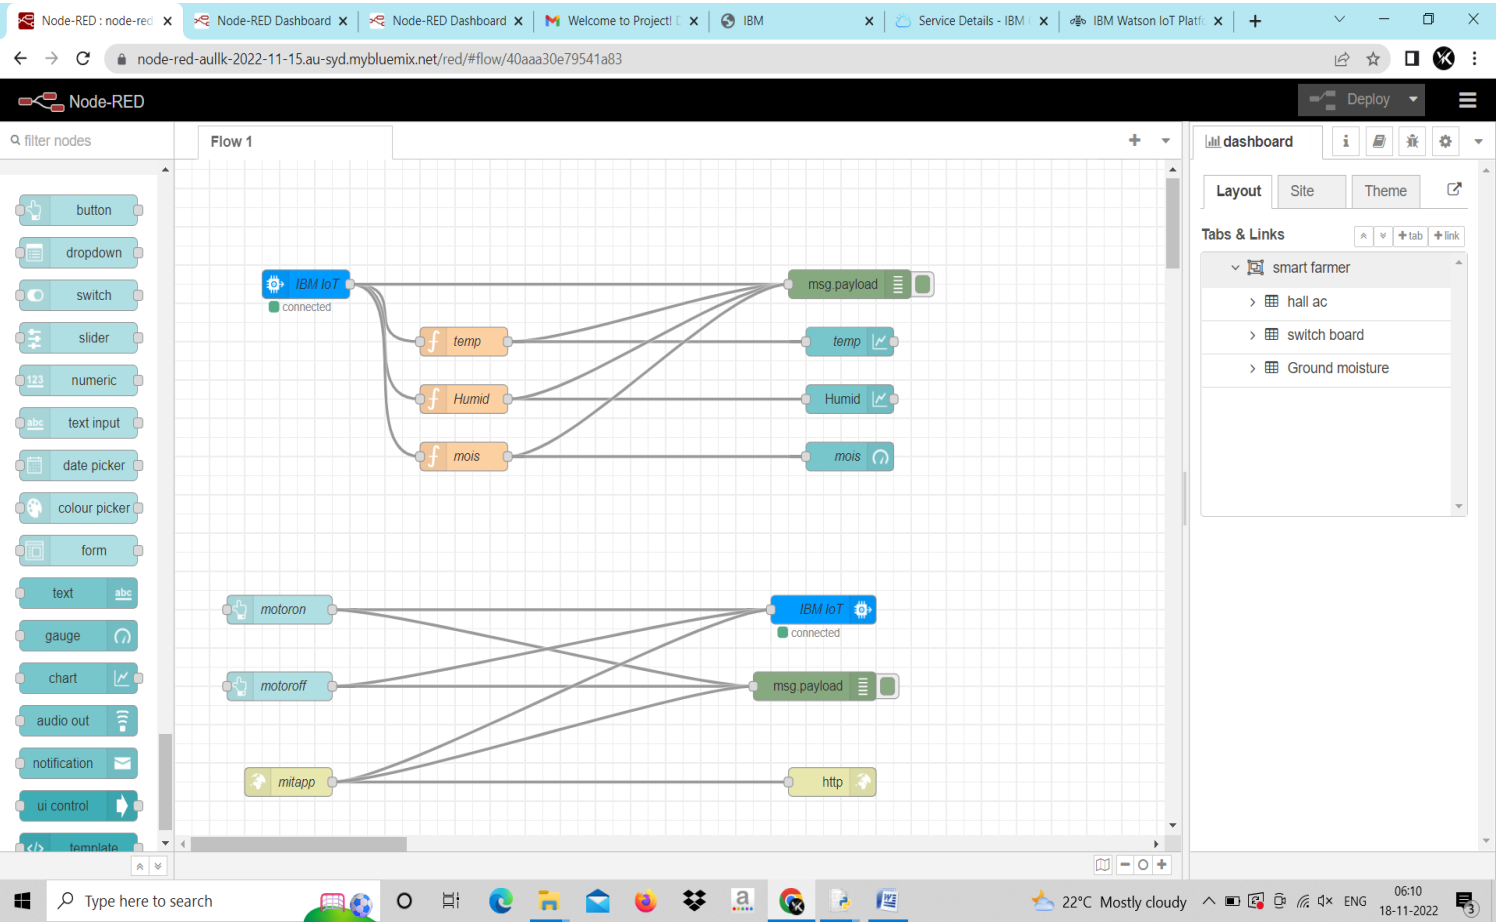 Node-RED : node-red
Node-RED Dashboard
Node-RED Dashboard
Welcome to Project!
IBM
Service Details - IBM
IBM Watson IoT Platfo
node-red-aullk-2022-11-15.au-syd.mybluemix.net/red/#flow/40aaa30e79541a83
Node-RED
Deploy
filter nodes
Flow 1
dashboard
i
button
dropdown
switch
slider
123 numeric
abc text input
date picker
colour picker
form
text abc
gauge
chart
audio out
notification
ui control
</> template
Layout
Site
Theme
Tabs & Links
+tab
+link
smart farmer
hall ac
switch board
Ground moisture
IBM IoT
connected
msg.payload
f temp
temp
f Humid
Humid
f mois
mois
motoron
IBM IoT
connected
motoroff
msg.payload
mitapp
http
Type here to search
a
22°C Mostly cloudy
ENG
06:10
18-11-2022
3